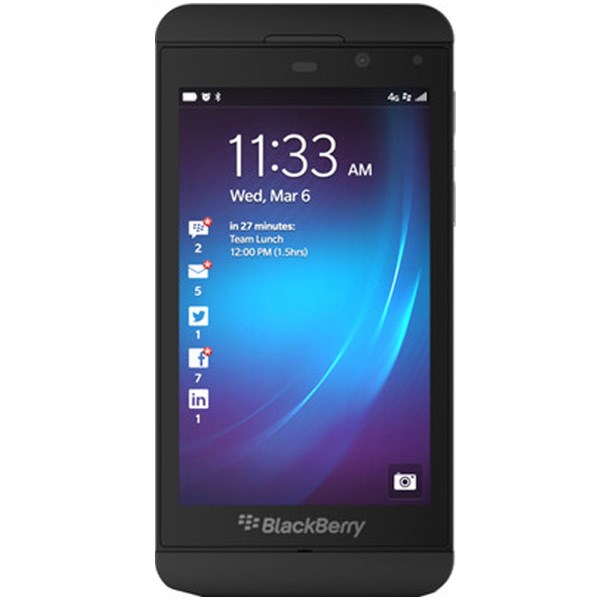 4G
11:33 AM
Wed, Mar 6
in 27 minutes:
Team Lunch
12:00 PM (1.5hrs)
2
5
1
f
7
in
1
BlackBerry